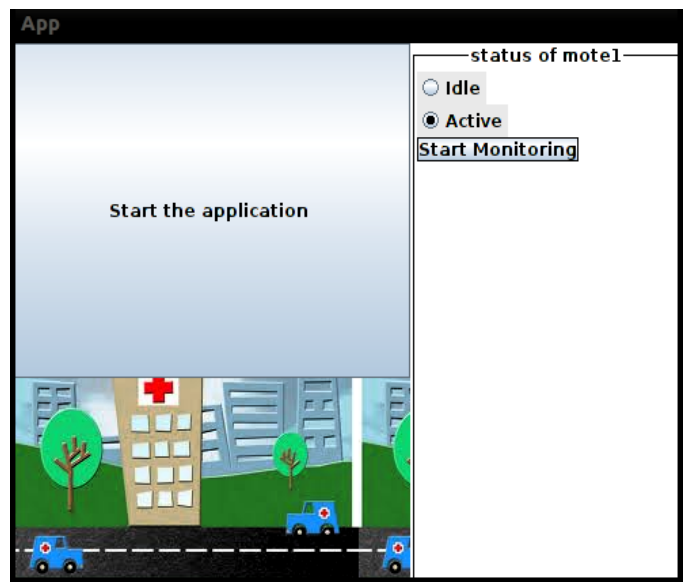 App
Start the application
status of mote1
Idle
Active
Start Monitoring